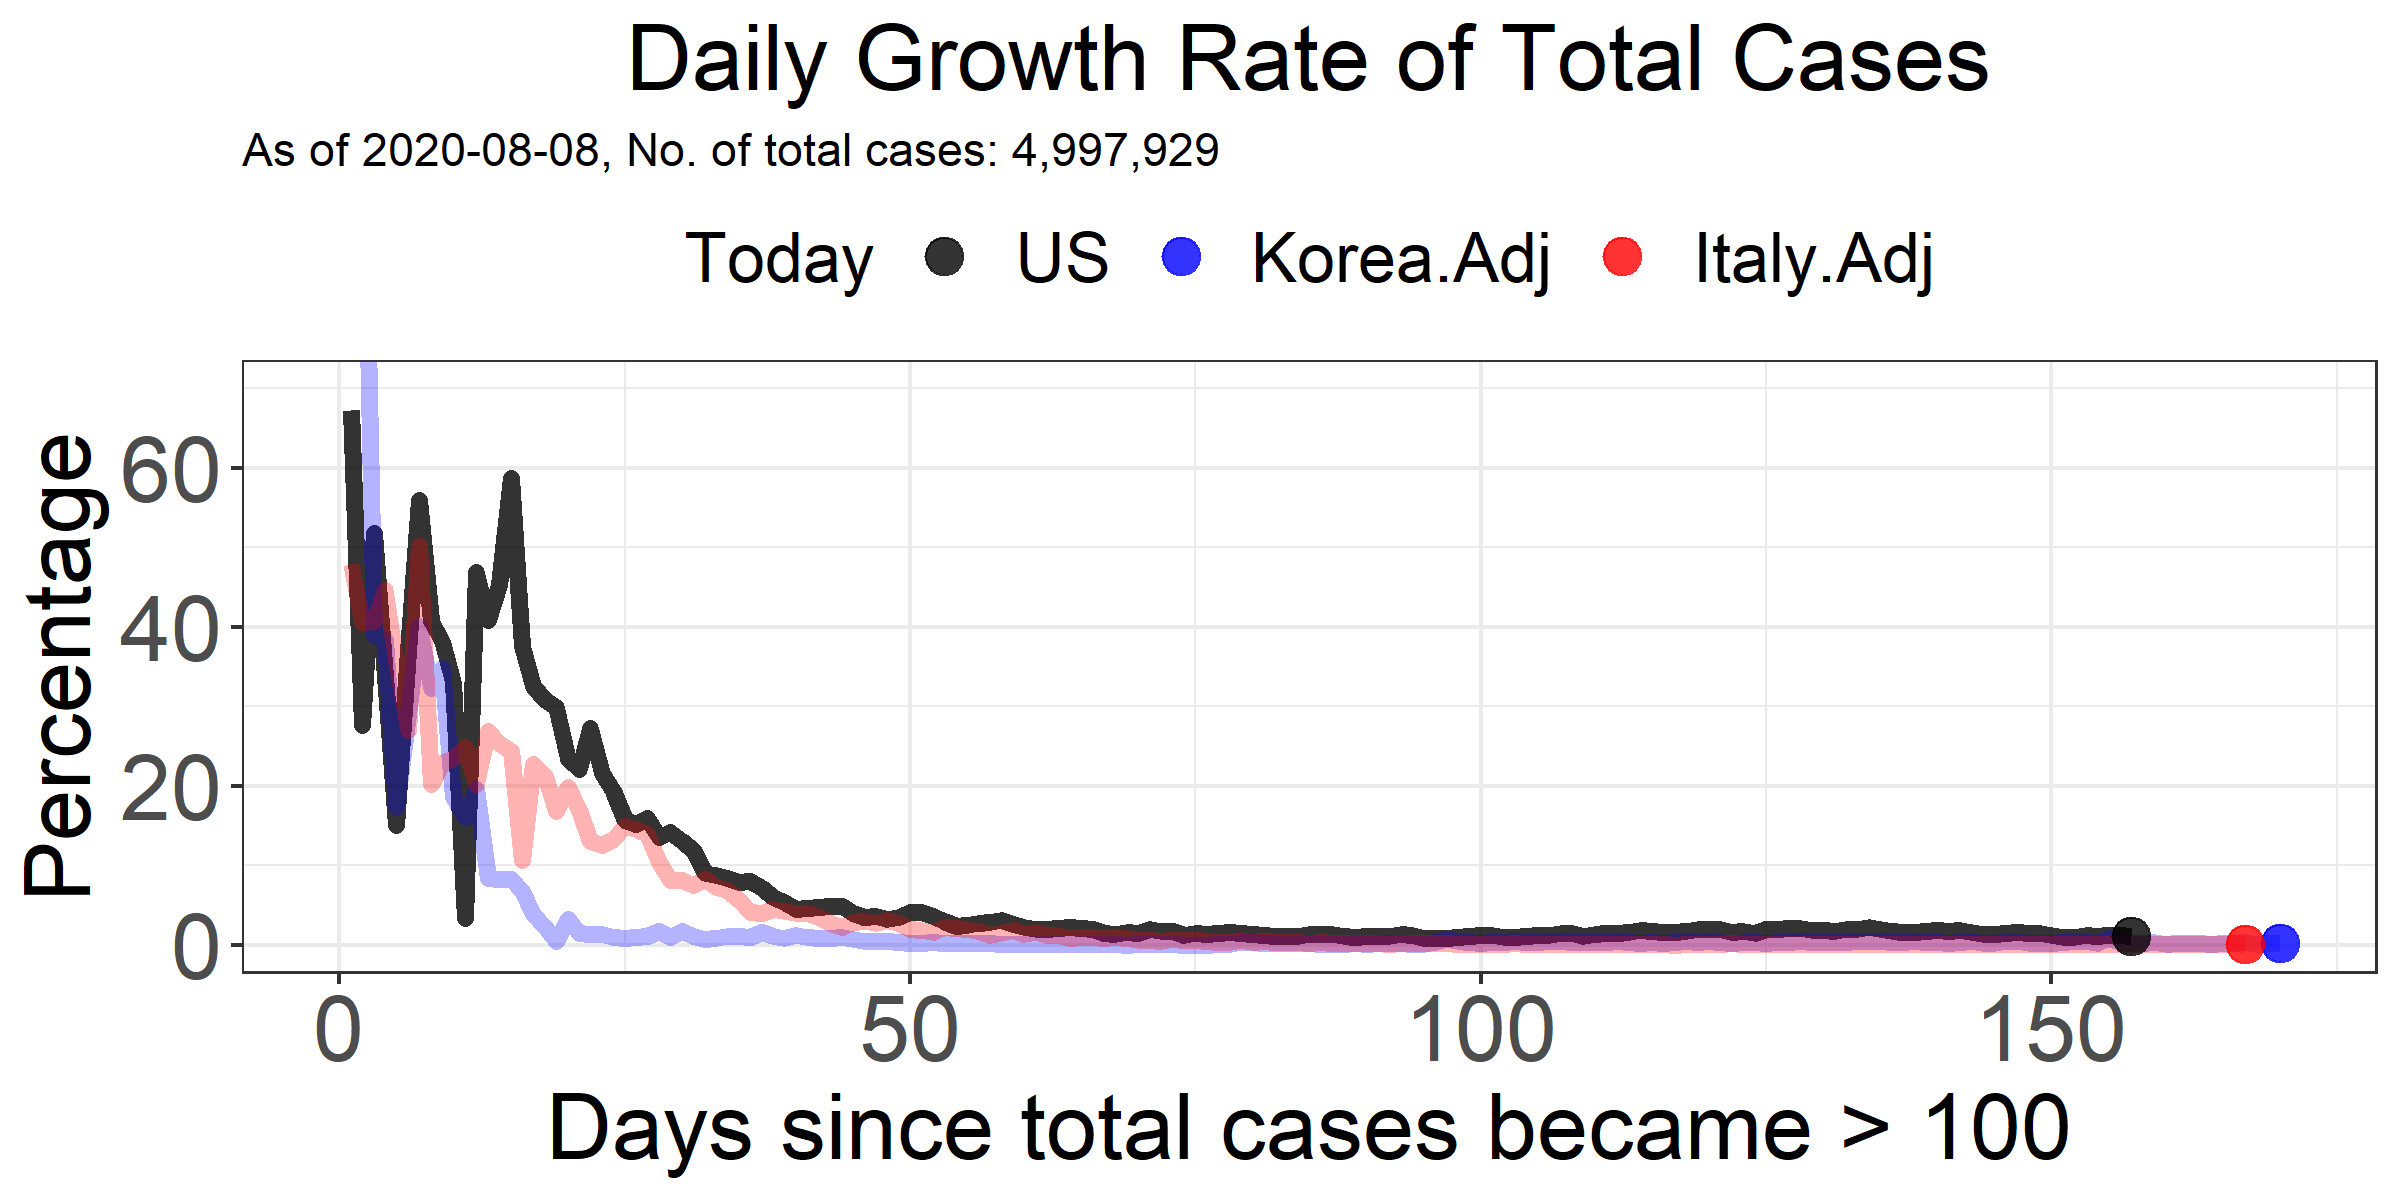 Daily Growth Rate of Total Cases
As of 2020-08-08, No. of total cases: 4,997,929
Today US Korea.Adj Italy.Adj
Percentage
60
40
20
0
0 50 100 150
Days since total cases became > 100